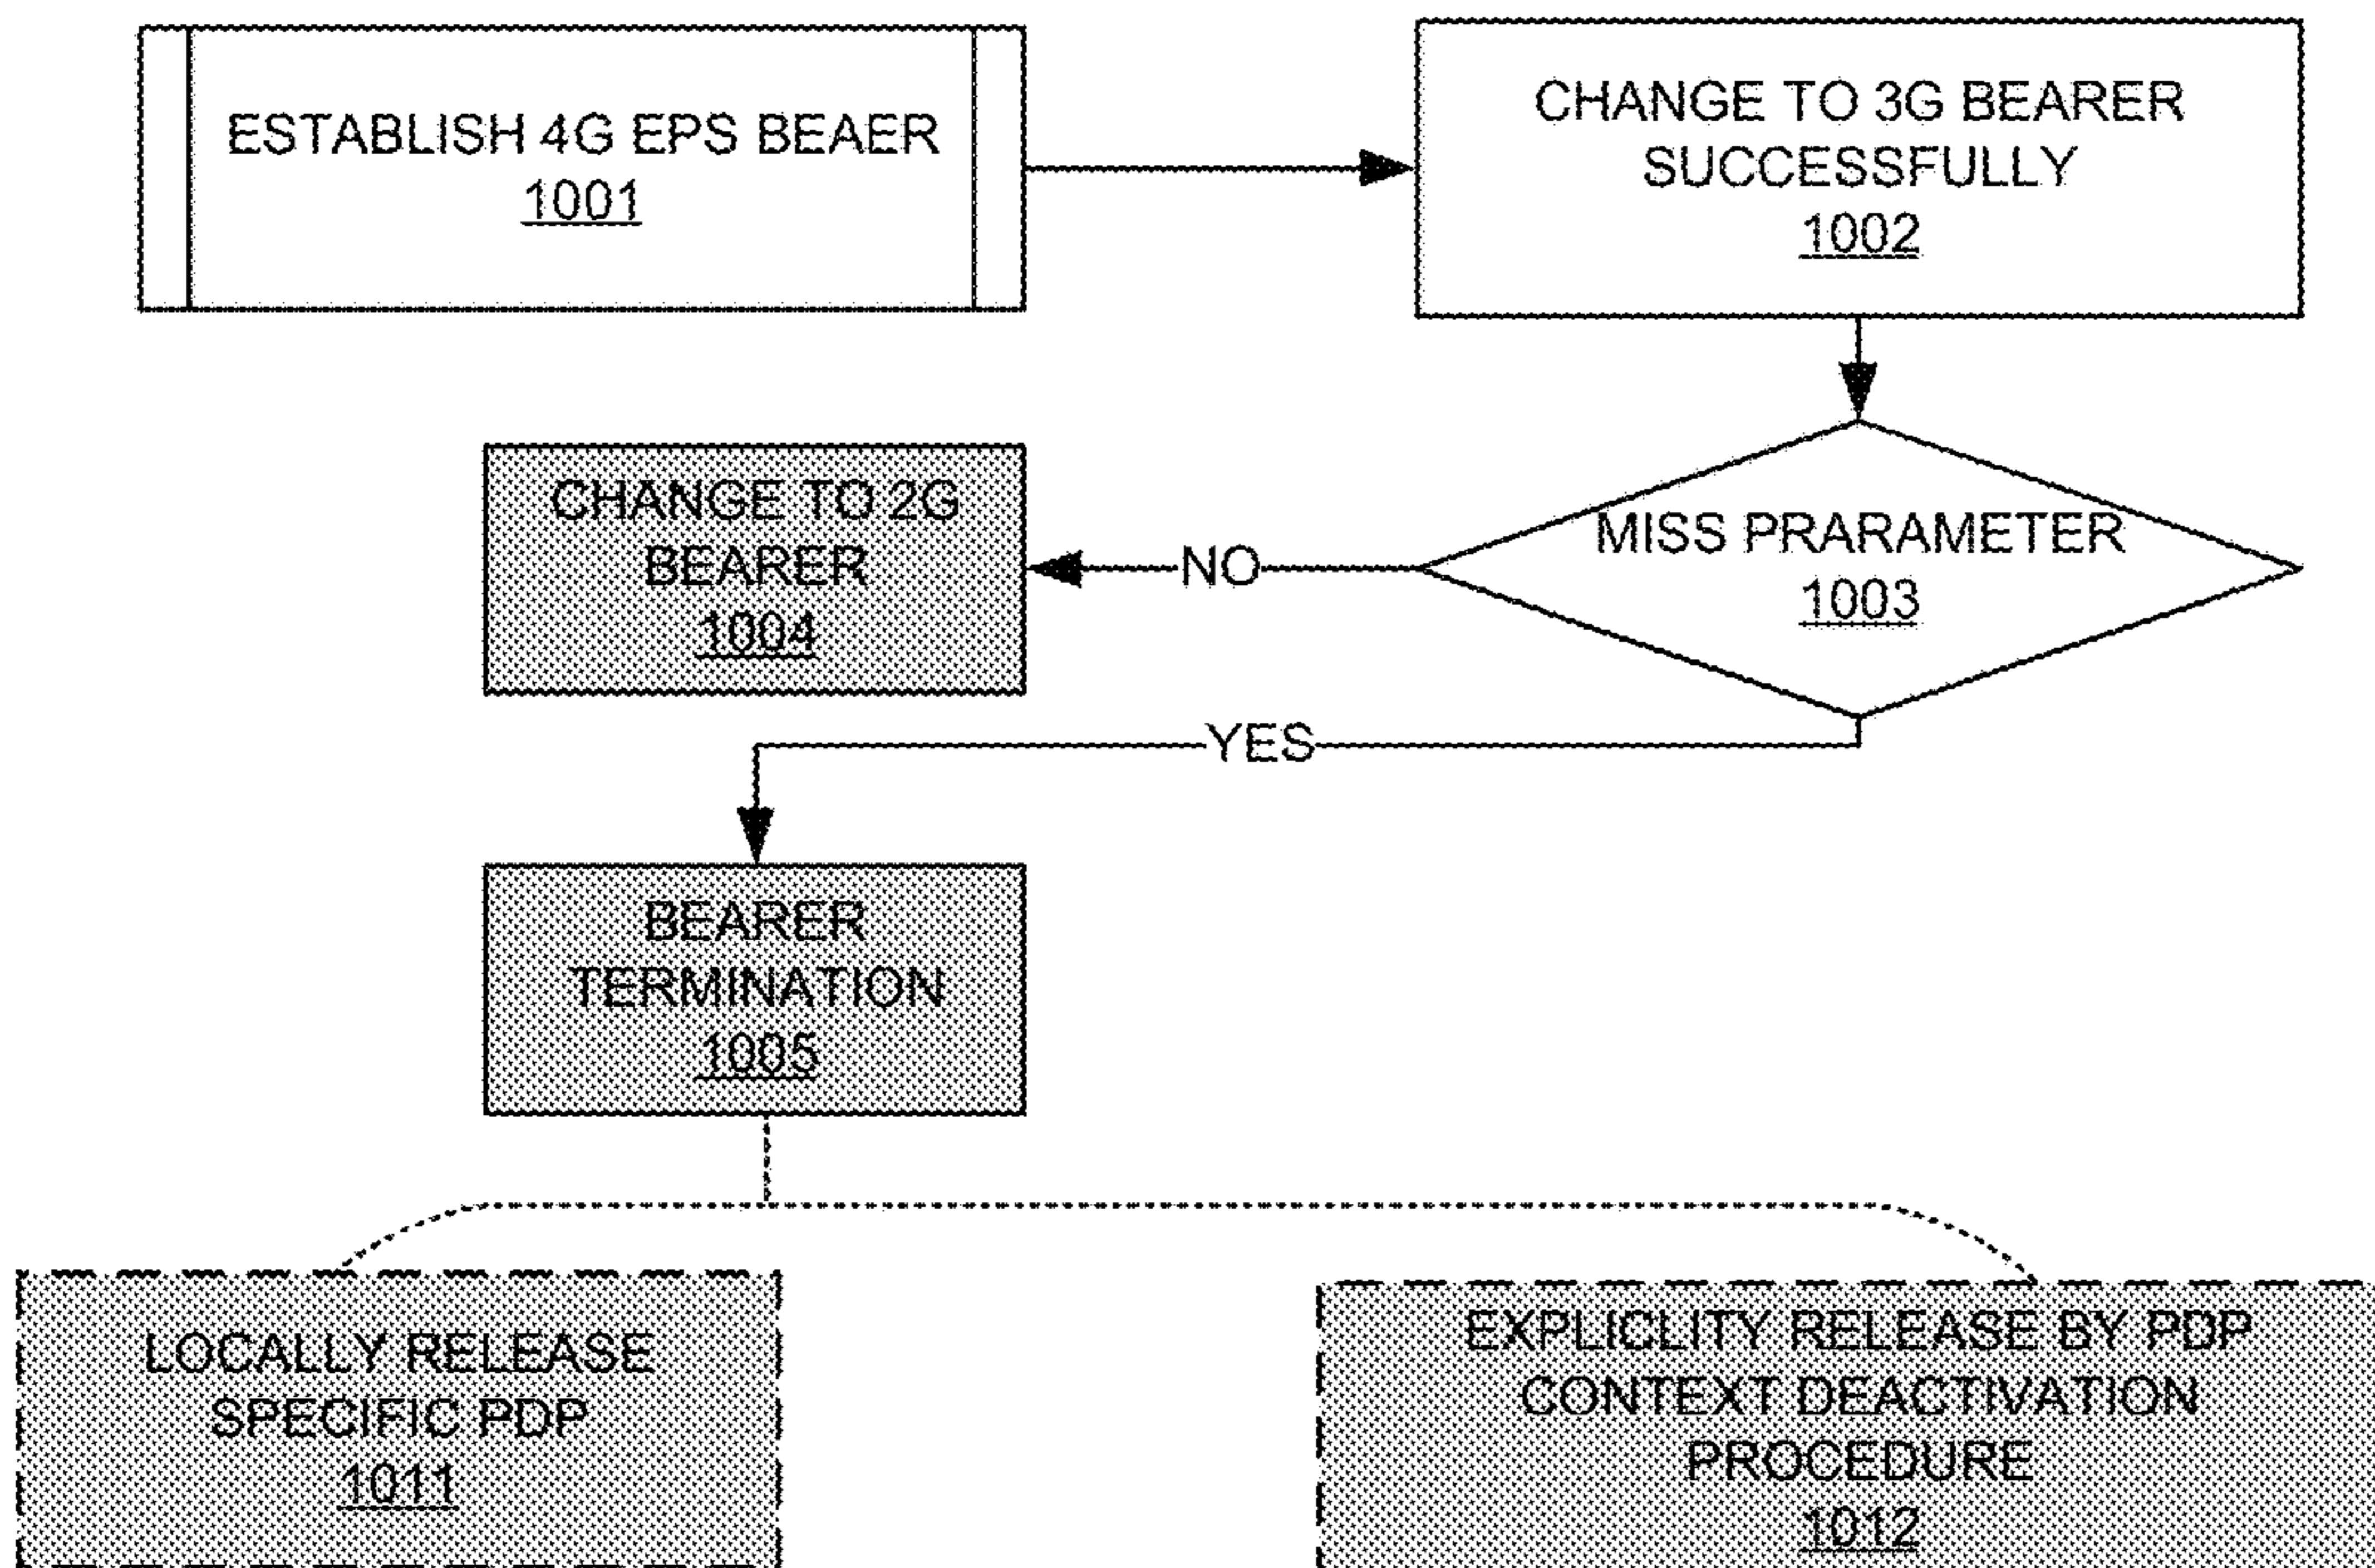 ESTABLISH 4G EPS BEAER
1001
CHANGE TO 3G BEARER
SUCCESSFULLY
1002
MISS PRARAMETER
1003
NO
CHANGE TO 2G
BEARER
1004
YES
BEARER
TERMINATION
1005
LOCALLY RELEASE
SPECIFIC PDP
1011
EXPLICLITY RELEASE BY PDP
CONTEXT DEACTIVATION
PROCEDURE
1012